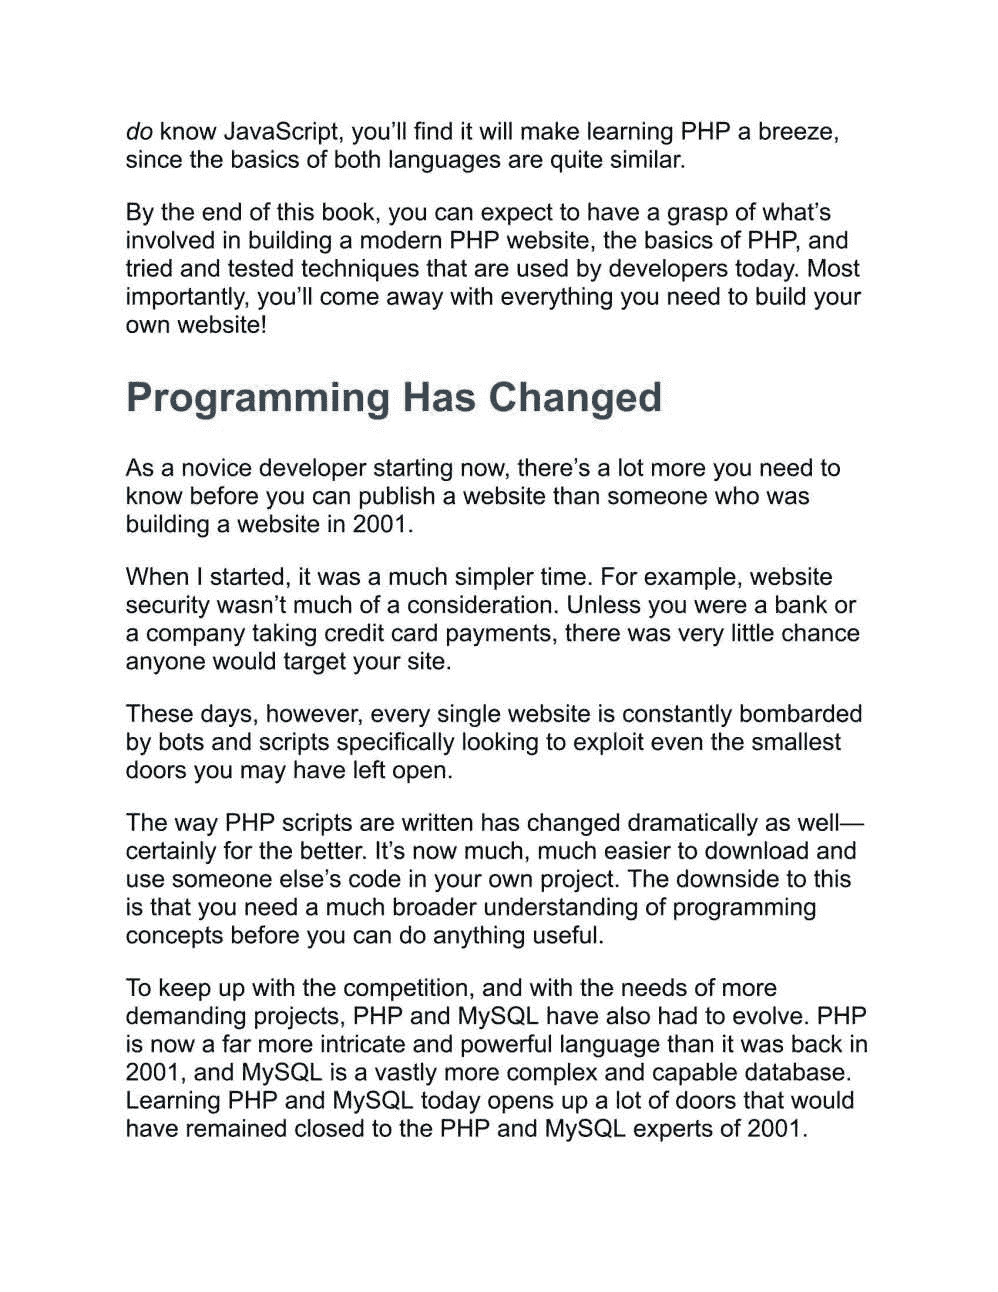 do know JavaScript, you’ll find it will make learning PHP a breeze,
since the basics of both languages are quite similar.
By the end of this book, you can expect to have a grasp of what’s
involved in building a modern PHP website, the basics of PHP, and
tried and tested techniques that are used by developers today. Most
importantly, you’ll come away with everything you need to build your
own website!
Programming Has Changed
As a novice developer starting now, there’s a lot more you need to
know before you can publish a website than someone who was
building a website in 2001.
When I started, it was a much simpler time. For example, website
security wasn’t much of a consideration. Unless you were a bank or
a company taking credit card payments, there was very little chance
anyone would target your site.
These days, however, every single website is constantly bombarded
by bots and scripts specifically looking to exploit even the smallest
doors you may have left open.
The way PHP scripts are written has changed dramatically as well—
certainly for the better. It’s now much, much easier to download and
use someone else’s code in your own project. The downside to this
is that you need a much broader understanding of programming
concepts before you can do anything useful.
To keep up with the competition, and with the needs of more
demanding projects, PHP and MySQL have also had to evolve. PHP
is now a far more intricate and powerful language than it was back in
2001, and MySQL is a vastly more complex and capable database.
Learning PHP and MySQL today opens up a lot of doors that would
have remained closed to the PHP and MySQL experts of 2001.